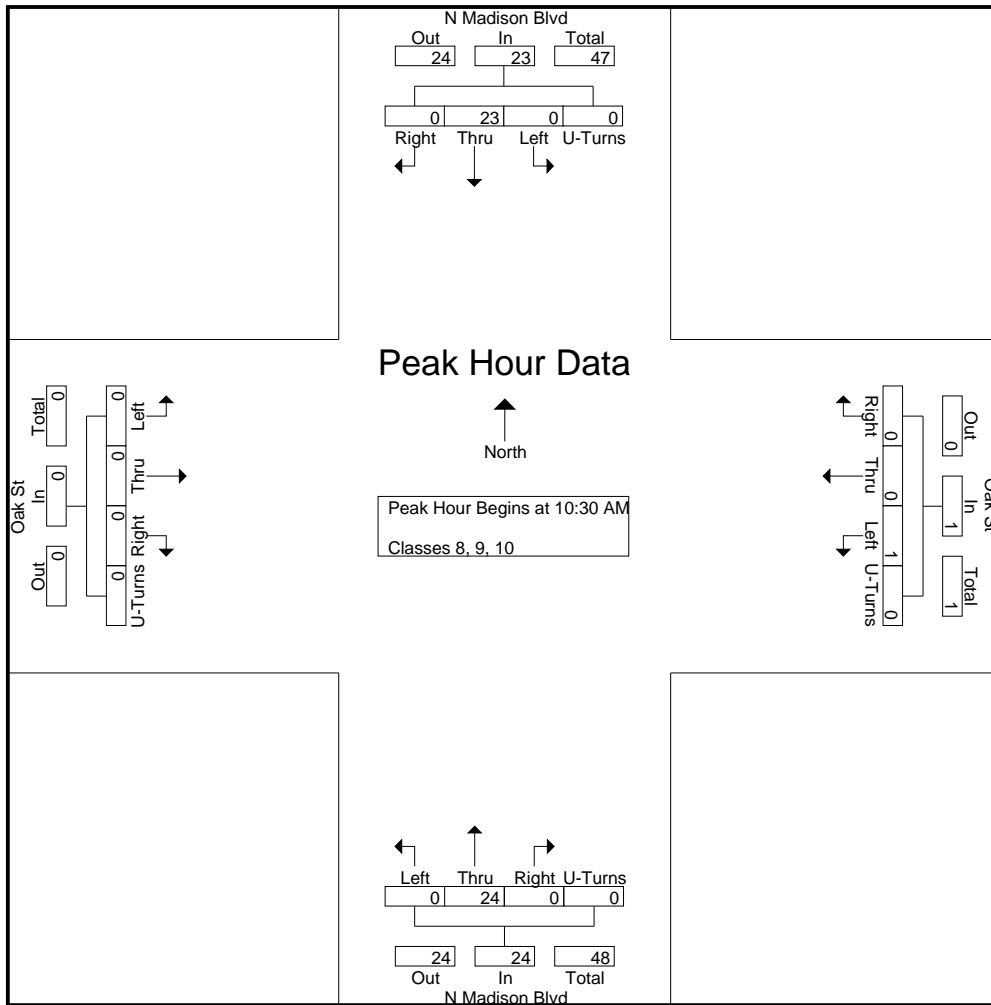 N Madison Blvd
Out In Total
24 23 47
0 23 0 0
Right Thru Left U-Turns
Peak Hour Data
North
Peak Hour Begins at 10:30 AM
Classes 8, 9, 10
Oak St
Total In Out
0 0 0
0 0 0 0
Left Thru Right U-Turns
Oak St
Out In Total
0 1 1
0 0 1 0
Right Thru Left U-Turns
Left Thru Right U-Turns
0 24 0 0
24 24 48
Out In Total
N Madison Blvd